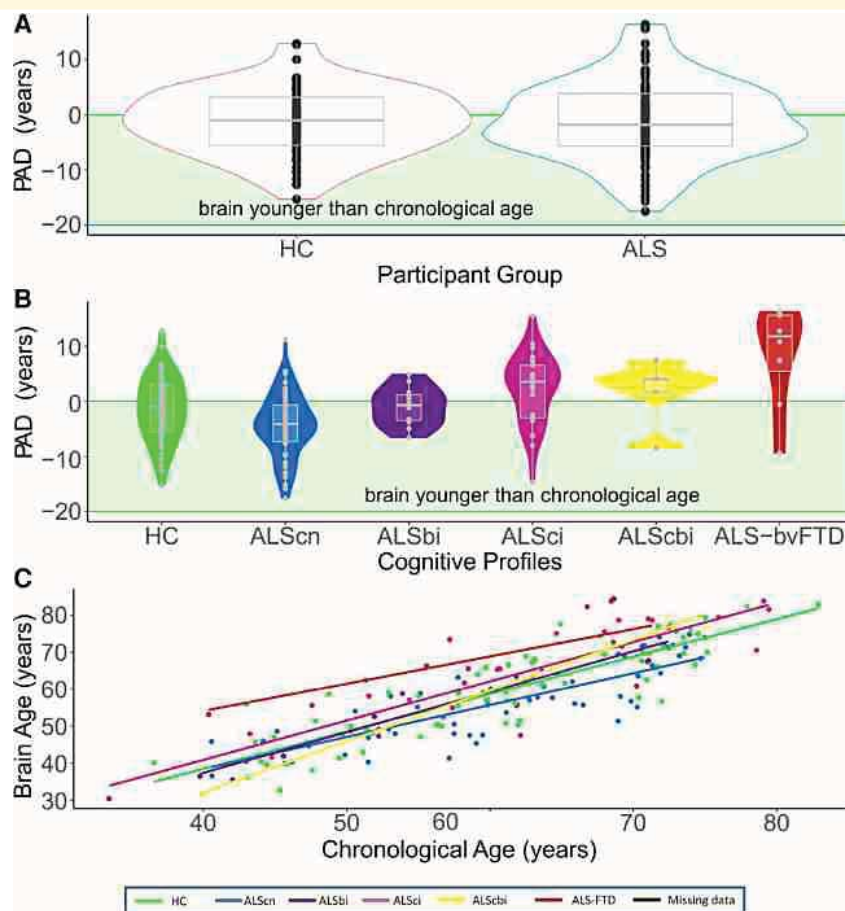 A
PAD (years)
10
0
−10
−20
brain younger than chronological age
HC ALS
Participant Group
B
PAD (years)
10
0
−10
−20
brain younger than chronological age
HC ALScn ALSbi ALSci ALScbi ALS−bvFTD
Cognitive Profiles
C
Brain Age (years)
80
70
60
50
40
30
40 50 60 70 80
Chronological Age (years)
HC ALScn ALSbi ALSci ALScbi ALS-FTD Missing data